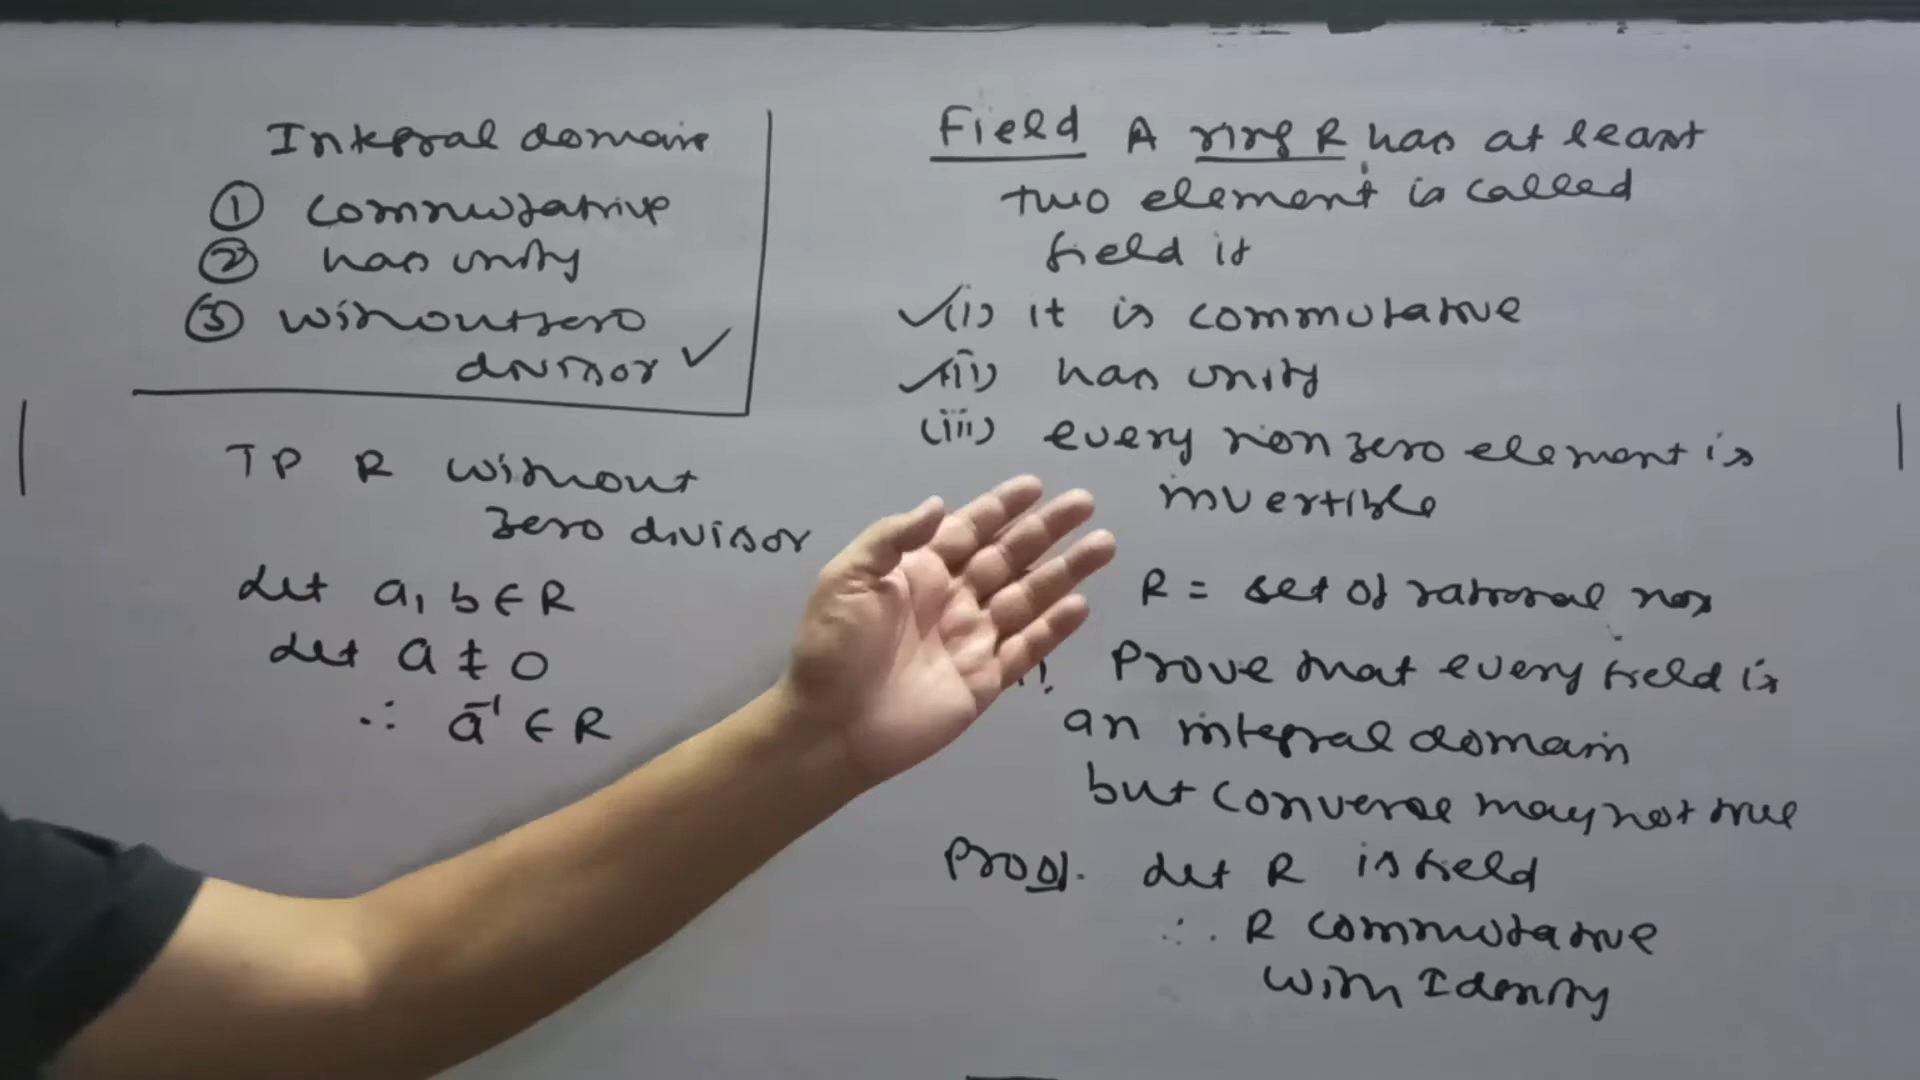 Integral domain
① commutative
② has unity
③ without zero
divisor ✓
TP R without
zero divisor
Let a, b ∈ R
Let a ≠ 0
∴ a⁻¹ ∈ R
Field A ring R has at least
two element is called
field if
✓(i) it is commutative
✓(ii) has unity
(iii) every non zero element is
invertible
R = set of rational nos
Prove that every field is
an integral domain
but converse may not true
Proof. Let R is field
∴ R commutative
with Identity